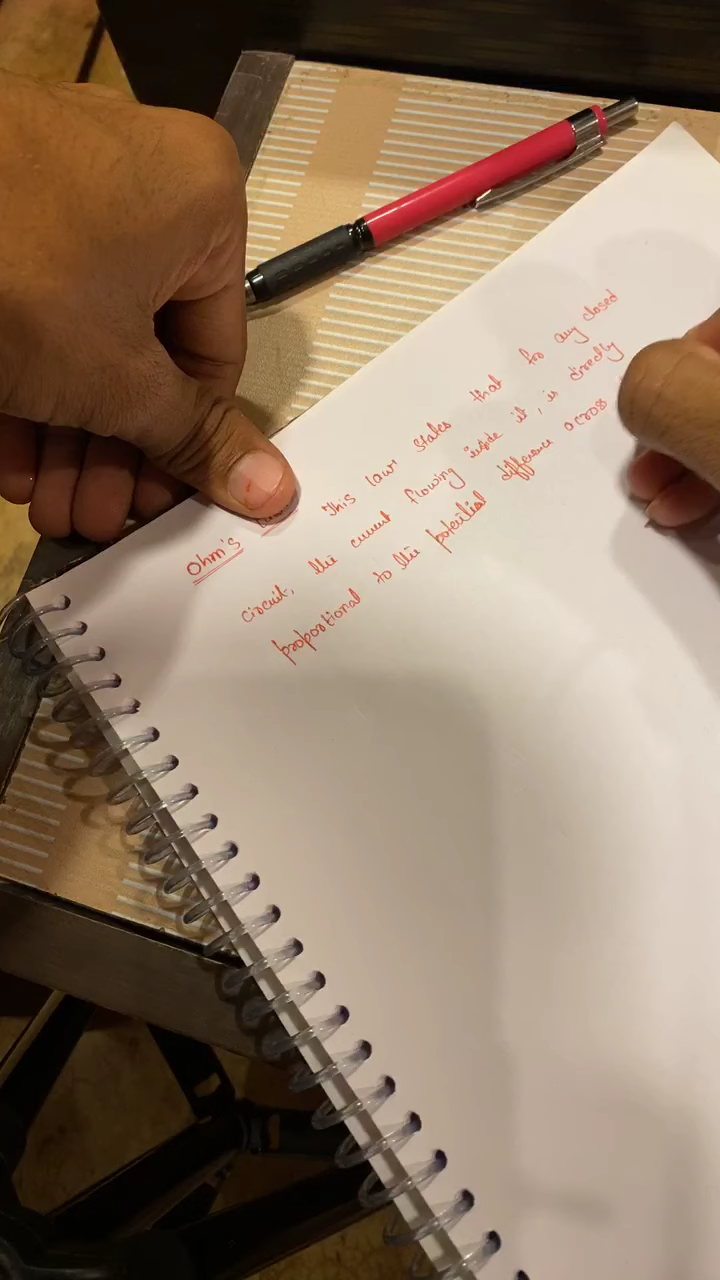 Ohm's This law states that for any closed
circuit, the current flowing inside it, is directly
proportional to the potential difference across